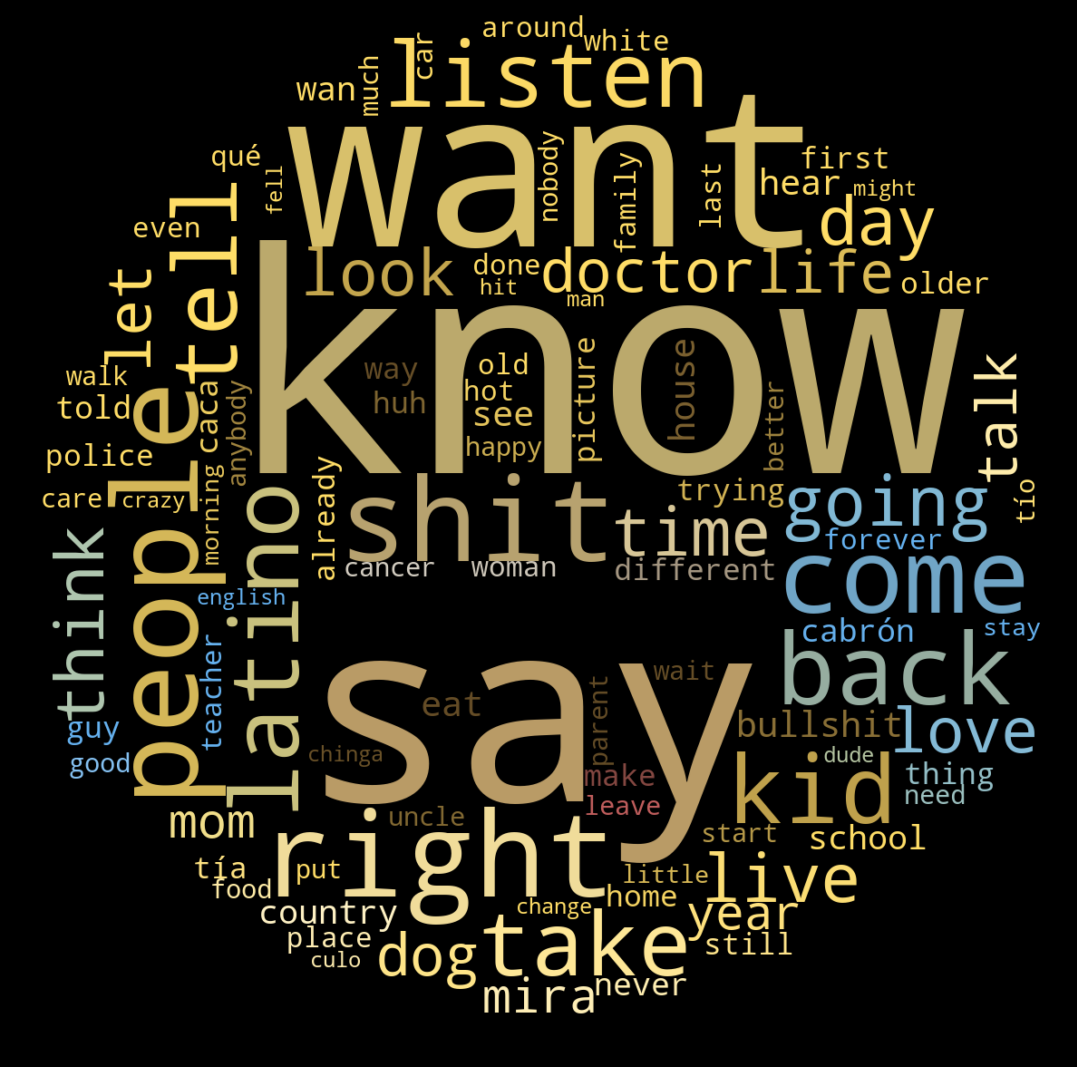 around
white
car
listen
wan
much
want
qué
nobody
family
last
first
hear
might
fell
even
tell
day
look
done
doctor
life
older
hit
man
let
know
walk
told
people
caca
anybody
way
huh
old
hot
see
happy
picture
house
better
talk
police
care
crazy
morning
latino
already
shit
trying
going
tío
time
forever
cancer
woman
different
come
think
english
teacher
cabrón
stay
say
back
guy
good
eat
wait
parent
bullshit
love
chinga
make
leave
kid
dude
thing
need
mom
right
uncle
start
school
tía
food
put
little
live
country
change
home
year
place
culo
dog
take
still
mira
never